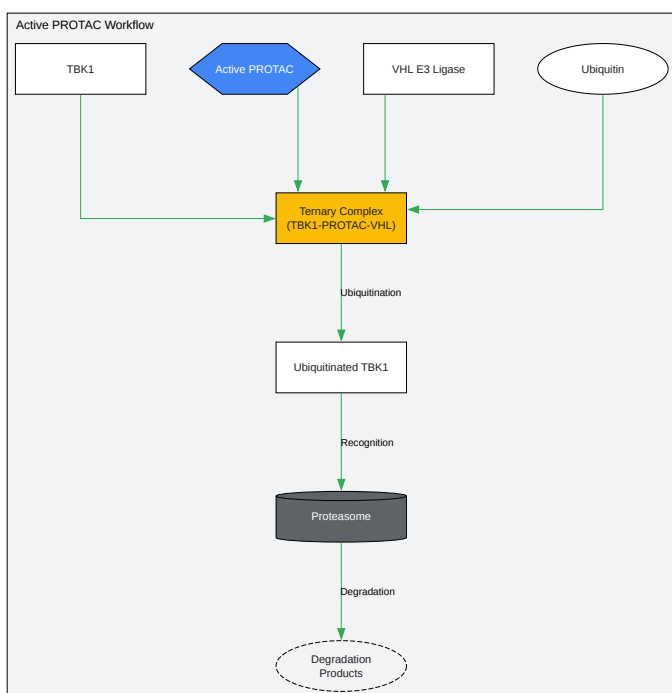 Active PROTAC Workflow
TBK1
Active PROTAC
VHL E3 Ligase
Ubiquitin
Ternary Complex
(TBK1-PROTAC-VHL)
Ubiquitination
Ubiquitinated TBK1
Recognition
Proteasome
Degradation
Degradation
Products